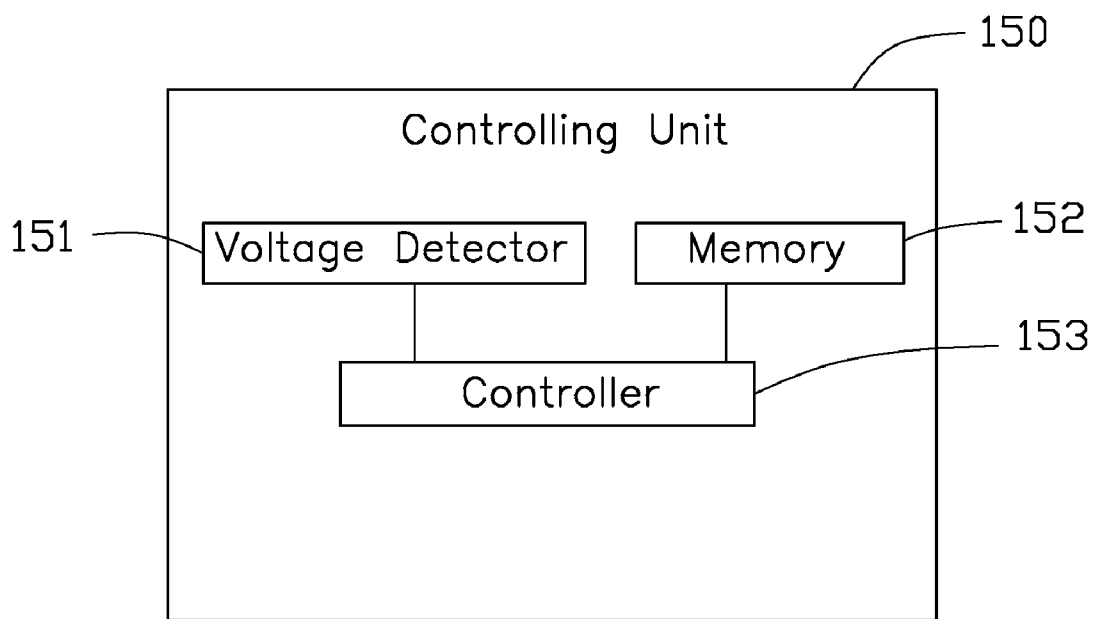 150
Controlling Unit
151
Voltage Detector
Memory
152
Controller
153